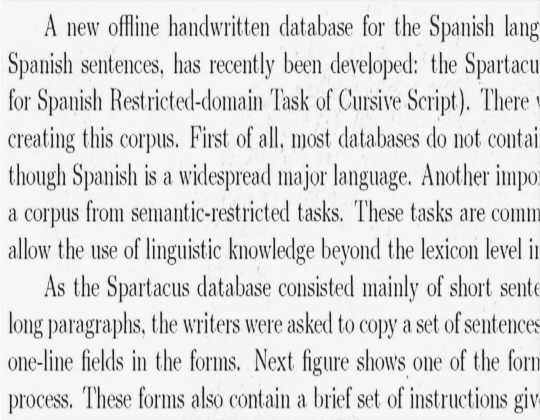 A new offline handwritten database for the Spanish lang
Spanish sentences, has recently been developed: the Spartacu
for Spanish Restricted-domain Task of Cursive Script). There
creating this corpus. First of all, most databases do not contai
though Spanish is a widespread major language. Another impo
a corpus from semantic-restricted tasks. These tasks are comm
allow the use of linguistic knowledge beyond the lexicon level in
As the Spartacus database consisted mainly of short sente
long paragraphs, the writers were asked to copy a set of sentences
one-line fields in the forms. Next figure shows one of the form
process. These forms also contain a brief set of instructions giv